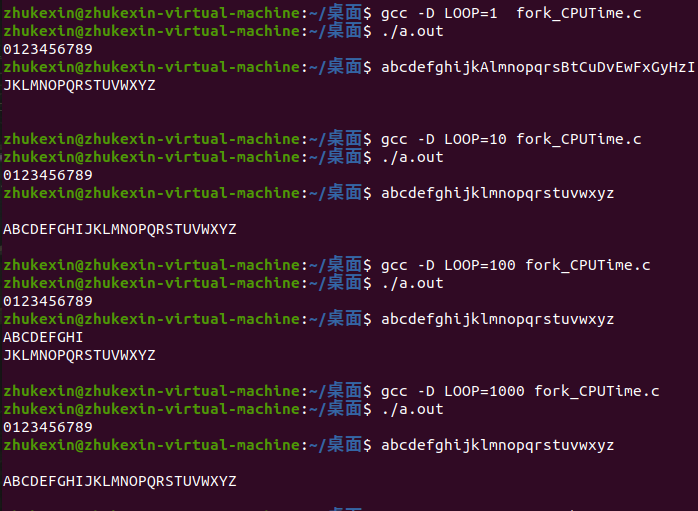 zhukexin@zhukexin-virtual-machine:~/桌面$ gcc -D LOOP=1  fork_CPUTime.c
zhukexin@zhukexin-virtual-machine:~/桌面$ ./a.out
0123456789
zhukexin@zhukexin-virtual-machine:~/桌面$ abcdefghijkAlmnopqrsBtCuDvEwFxGyHzI
JKLMNOPQRSTUVWXYZ
zhukexin@zhukexin-virtual-machine:~/桌面$ gcc -D LOOP=10 fork_CPUTime.c
zhukexin@zhukexin-virtual-machine:~/桌面$ ./a.out
0123456789
zhukexin@zhukexin-virtual-machine:~/桌面$ abcdefghijklmnopqrstuvwxyz
ABCDEFGHIJKLMNOPQRSTUVWXYZ
zhukexin@zhukexin-virtual-machine:~/桌面$ gcc -D LOOP=100 fork_CPUTime.c
zhukexin@zhukexin-virtual-machine:~/桌面$ ./a.out
0123456789
zhukexin@zhukexin-virtual-machine:~/桌面$ abcdefghijklmnopqrstuvwxyz
ABCDEFGHI
JKLMNOPQRSTUVWXYZ
zhukexin@zhukexin-virtual-machine:~/桌面$ gcc -D LOOP=1000 fork_CPUTime.c
zhukexin@zhukexin-virtual-machine:~/桌面$ ./a.out
0123456789
zhukexin@zhukexin-virtual-machine:~/桌面$ abcdefghijklmnopqrstuvwxyz
ABCDEFGHIJKLMNOPQRSTUVWXYZ